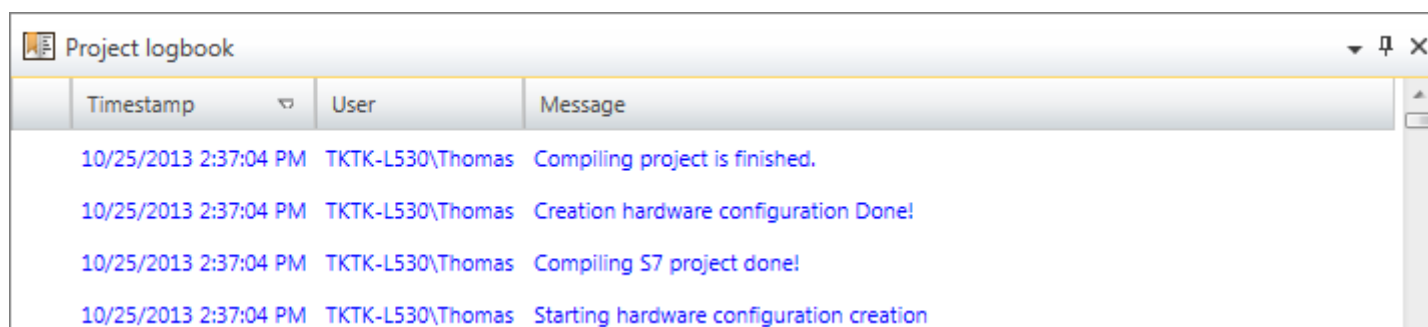 Project logbook
Timestamp User Message
10/25/2013 2:37:04 PM TKTK-L530\Thomas Compiling project is finished.
10/25/2013 2:37:04 PM TKTK-L530\Thomas Creation hardware configuration Done!
10/25/2013 2:37:04 PM TKTK-L530\Thomas Compiling S7 project done!
10/25/2013 2:37:04 PM TKTK-L530\Thomas Starting hardware configuration creation